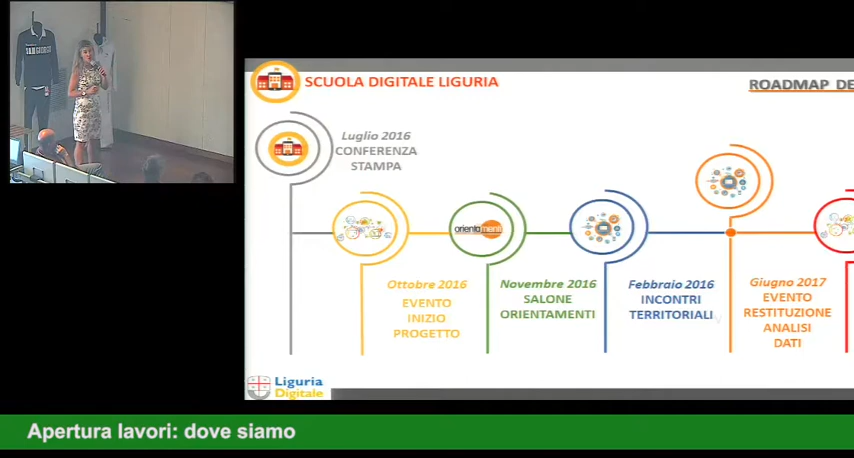 SCUOLA DIGITALE LIGURIA
ROADMAP DE
Luglio 2016
CONFERENZA
STAMPA
orientamenti
Ottobre 2016
EVENTO
INIZIO
PROGETTO
Novembre 2016
SALONE
ORIENTAMENTI
Febbraio 2016
INCONTRI
TERRITORIALI
Giugno 2017
EVENTO
RESTITUZIONE
ANALISI
DATI
Liguria
Digitale
Apertura lavori: dove siamo